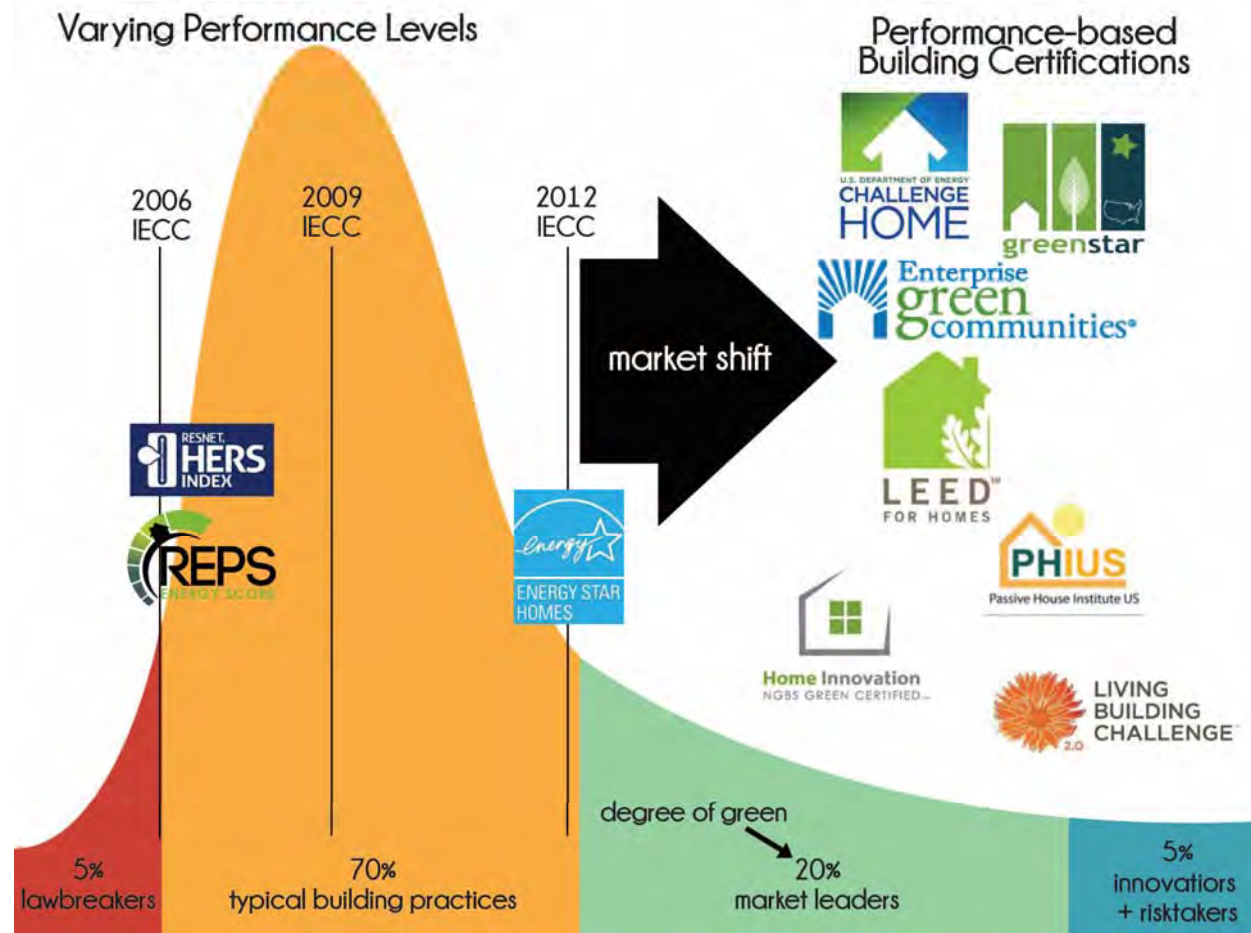 Varying Performance Levels
Performance-based
Building Certifications
2006
IECC
2009
IECC
2012
IECC
U.S. DEPARTMENT OF ENERGY
CHALLENGE
HOME
greenstar
Enterprise
green
communities®
market shift
LEED™
FOR HOMES
RESNET.
HERS
INDEX
REPS
ENERGY SCORE
energy
ENERGY STAR
HOMES
PHIUS
Passive House Institute US
Home Innovation
NGBS GREEN CERTIFIED™
LIVING
BUILDING
CHALLENGE™
2.0
degree of green
5%
lawbreakers
70%
typical building practices
20%
market leaders
5%
innovatiors
+ risktakers